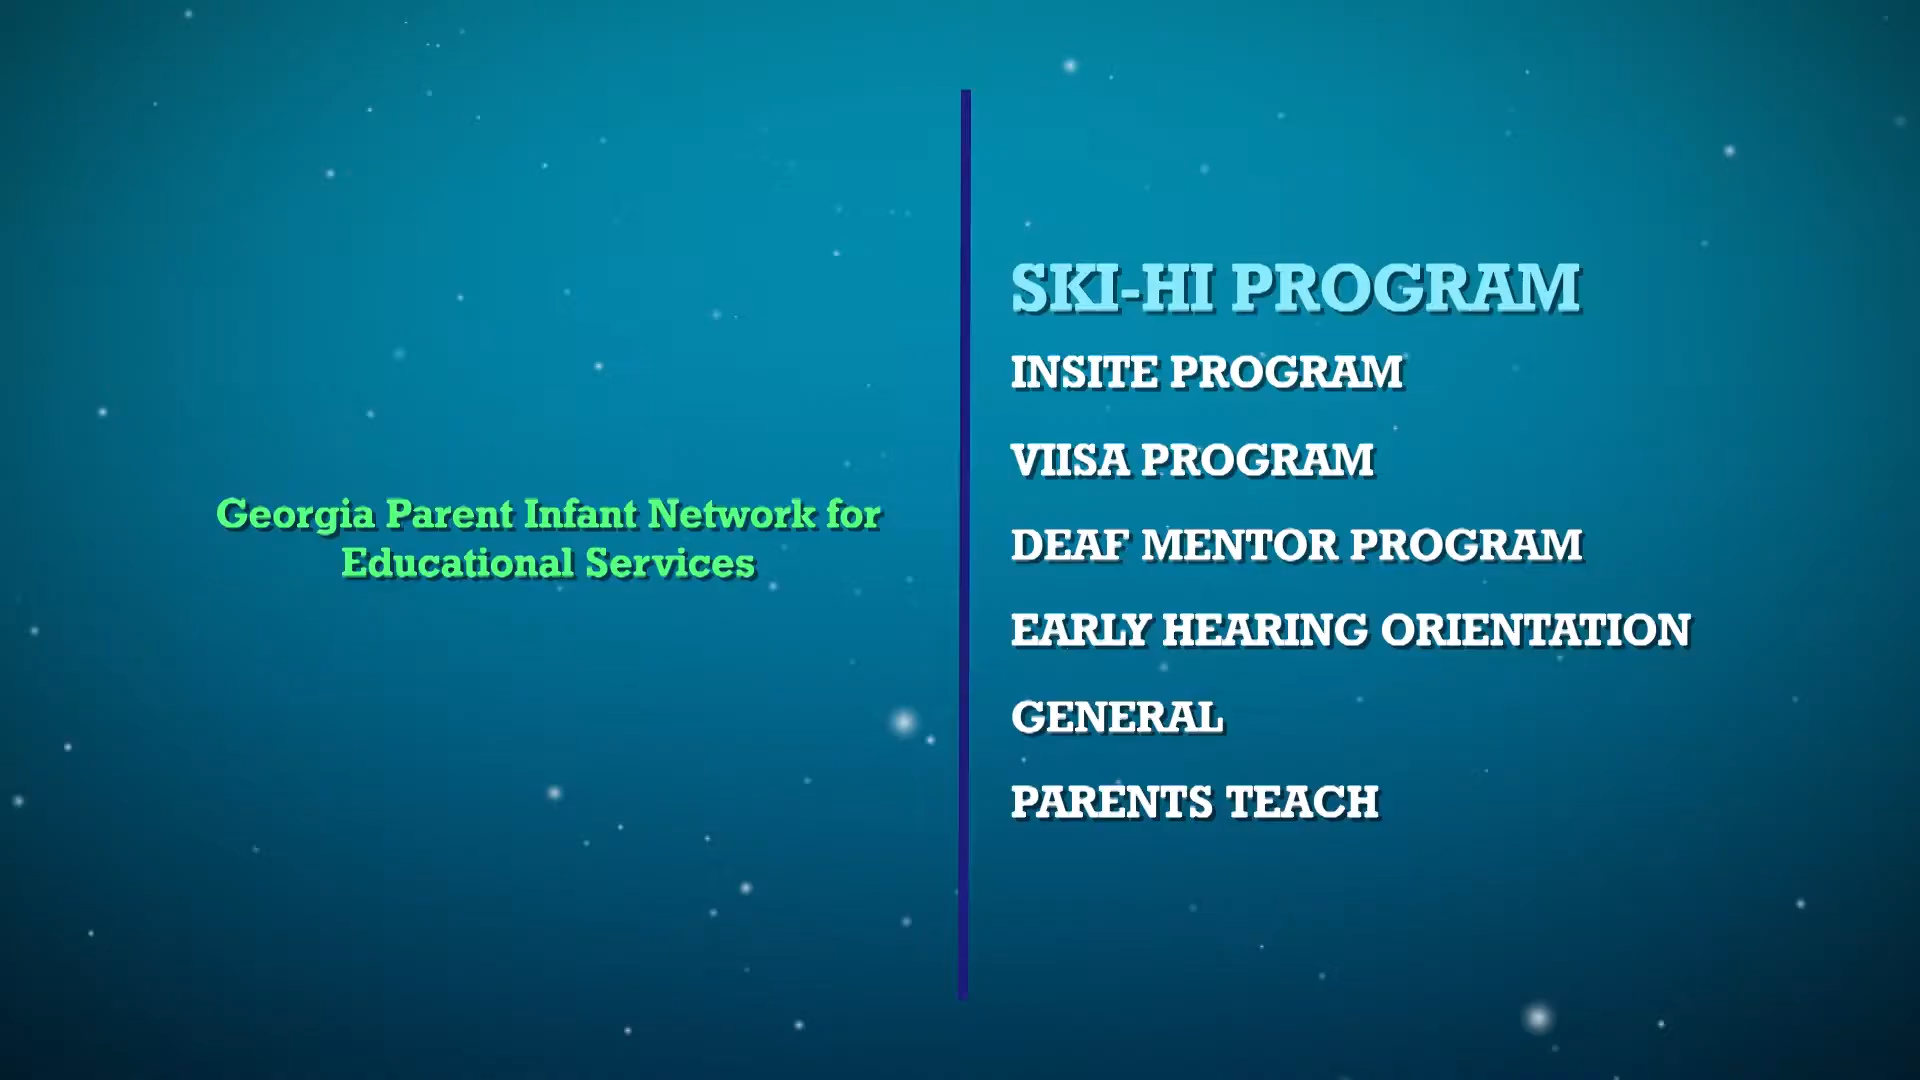 Georgia Parent Infant Network for
Educational Services
SKI-HI PROGRAM
INSITE PROGRAM
VIISA PROGRAM
DEAF MENTOR PROGRAM
EARLY HEARING ORIENTATION
GENERAL
PARENTS TEACH